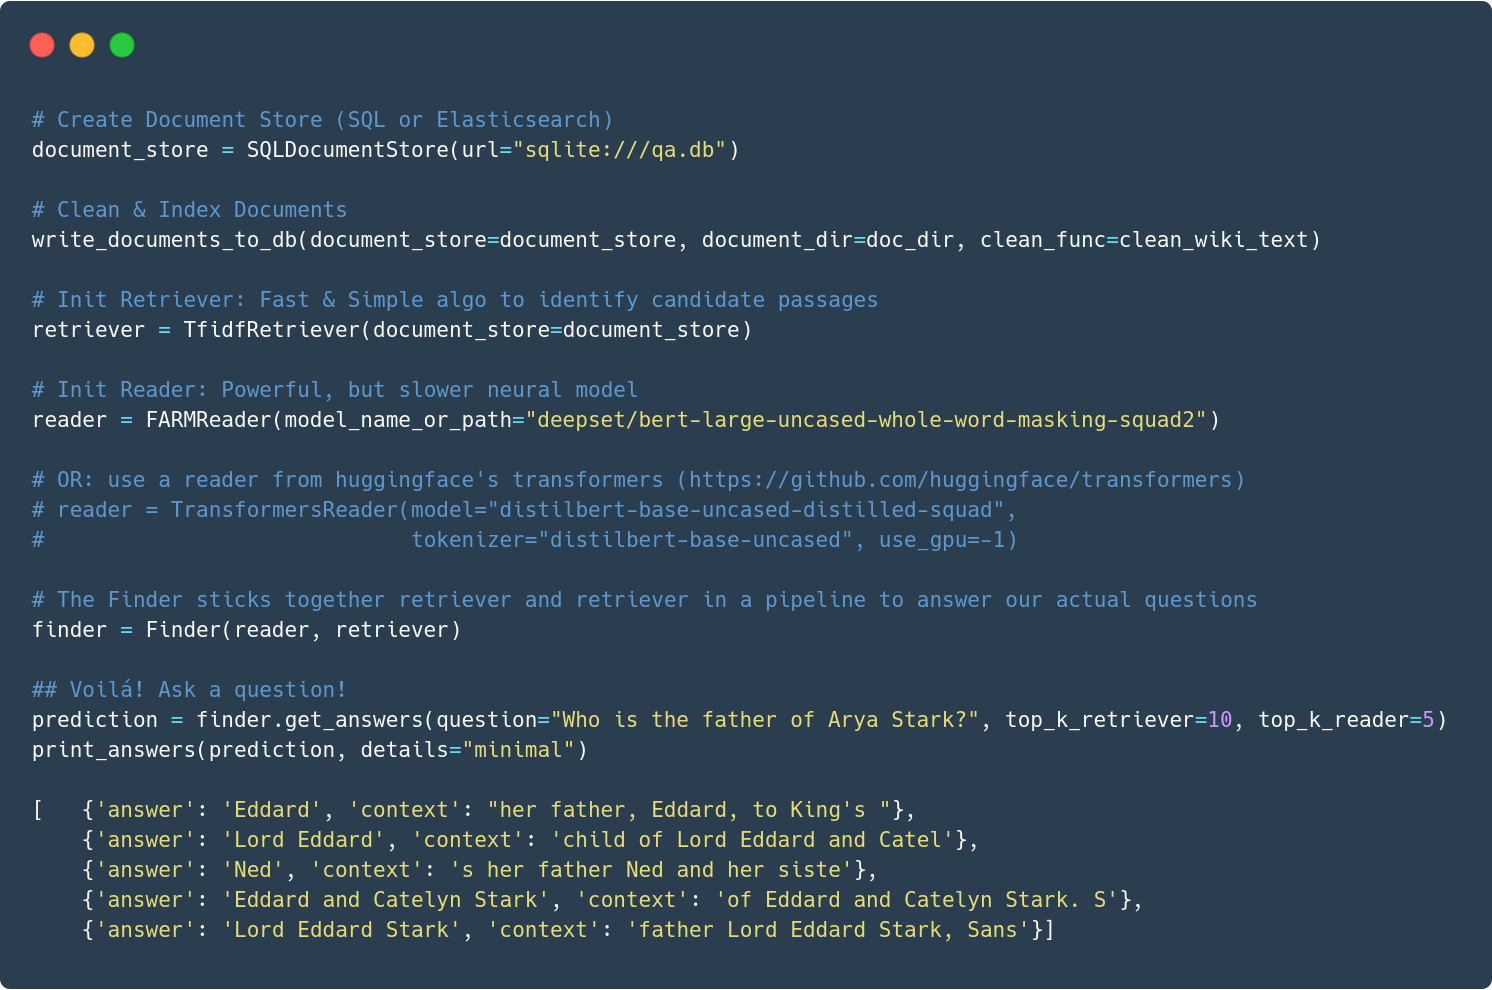 # Create Document Store (SQL or Elasticsearch)
document_store = SQLDocumentStore(url="sqlite:///qa.db")

# Clean & Index Documents
write_documents_to_db(document_store=document_store, document_dir=doc_dir, clean_func=clean_wiki_text)

# Init Retriever: Fast & Simple algo to identify candidate passages
retriever = TfidfRetriever(document_store=document_store)

# Init Reader: Powerful, but slower neural model
reader = FARMReader(model_name_or_path="deepset/bert-large-uncased-whole-word-masking-squad2")

# OR: use a reader from huggingface's transformers (https://github.com/huggingface/transformers)
# reader = TransformersReader(model="distilbert-base-uncased-distilled-squad",
#                             tokenizer="distilbert-base-uncased", use_gpu=-1)

# The Finder sticks together retriever and retriever in a pipeline to answer our actual questions
finder = Finder(reader, retriever)

## Voilá! Ask a question!
prediction = finder.get_answers(question="Who is the father of Arya Stark?", top_k_retriever=10, top_k_reader=5)
print_answers(prediction, details="minimal")

[   {'answer': 'Eddard', 'context': "her father, Eddard, to King's "},
    {'answer': 'Lord Eddard', 'context': 'child of Lord Eddard and Catel'},
    {'answer': 'Ned', 'context': 's her father Ned and her siste'},
    {'answer': 'Eddard and Catelyn Stark', 'context': 'of Eddard and Catelyn Stark. S'},
    {'answer': 'Lord Eddard Stark', 'context': 'father Lord Eddard Stark, Sans'}]